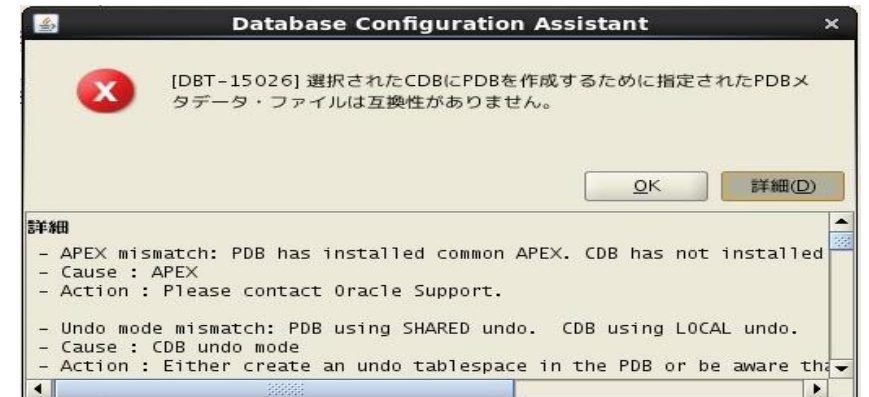 Database Configuration Assistant
[DBT-15026] 選択されたCDBにPDBを作成するために指定されたPDBメ
タデータ・ファイルは互換性がありません。
OK
詳細(D)
詳細
- APEX mismatch: PDB has installed common APEX. CDB has not installed
- Cause : APEX
- Action : Please contact Oracle Support.
- Undo mode mismatch: PDB using SHARED undo.  CDB using LOCAL undo.
- Cause : CDB undo mode
- Action : Either create an undo tablespace in the PDB or be aware